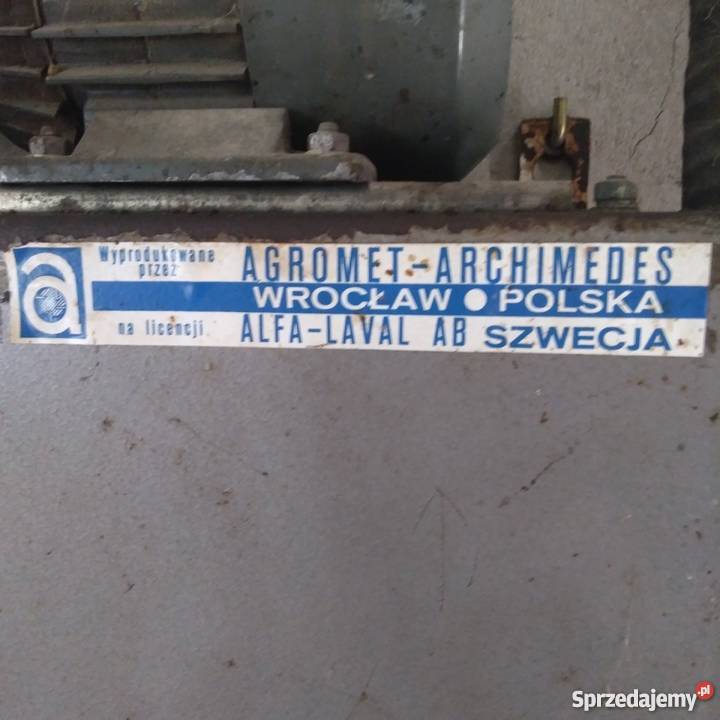 Wyprodukowane
przez
AGROMET-ARCHIMEDES
WROCŁAW ● POLSKA
na licencji
ALFA-LAVAL AB SZWECJA
a
Sprzedajemy.pl